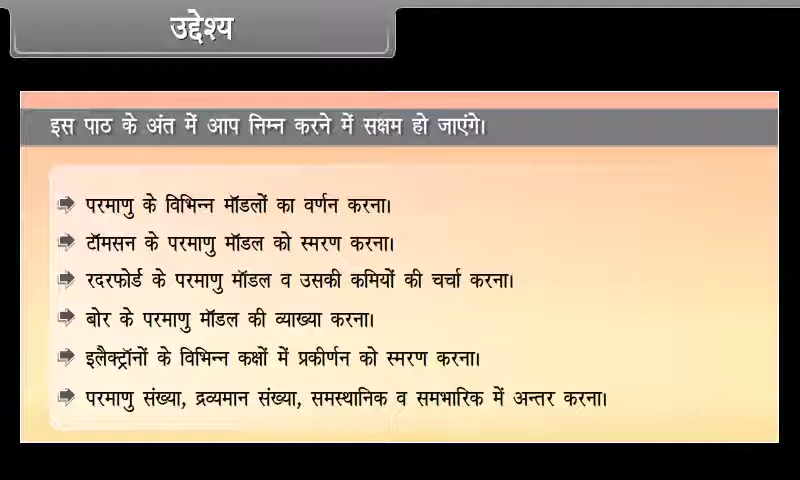 उद्देश्य
इस पाठ के अंत में आप निम्न करने में सक्षम हो जाएंगे।
परमाणु के विभिन्न मॉडलों का वर्णन करना।
टॉमसन के परमाणु मॉडल को स्मरण करना।
रदरफोर्ड के परमाणु मॉडल व उसकी कमियों की चर्चा करना।
बोर के परमाणु मॉडल की व्याख्या करना।
इलैक्ट्रॉनों के विभिन्न कक्षों में प्रकीर्णन को स्मरण करना।
परमाणु संख्या, द्रव्यमान संख्या, समस्थानिक व समभारिक में अन्तर करना।